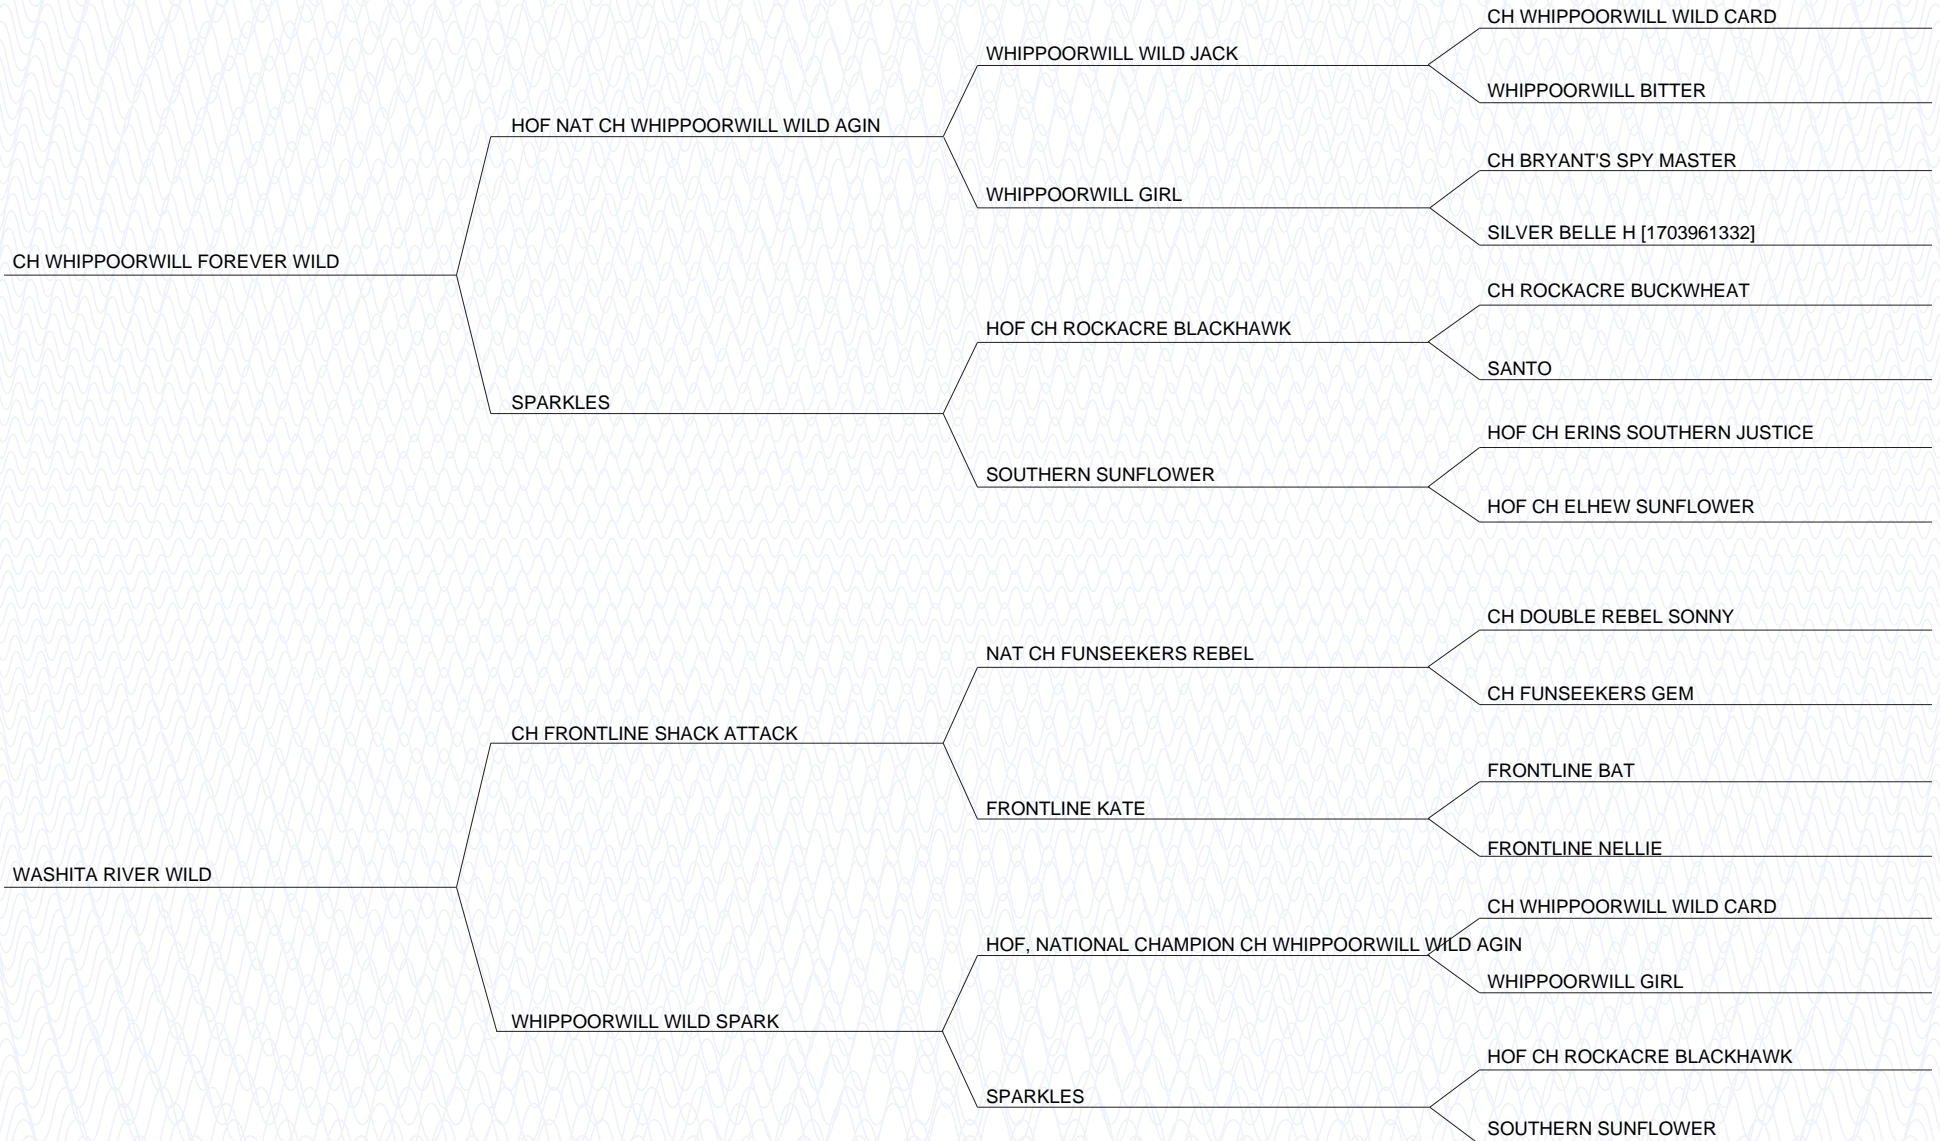 CH WHIPPOORWILL WILD CARD
WHIPPOORWILL WILD JACK
WHIPPOORWILL BITTER
HOF NAT CH WHIPPOORWILL WILD AGIN
CH BRYANT'S SPY MASTER
WHIPPOORWILL GIRL
SILVER BELLE H [1703961332]
CH WHIPPOORWILL FOREVER WILD
CH ROCKACRE BUCKWHEAT
HOF CH ROCKACRE BLACKHAWK
SANTO
SPARKLES
HOF CH ERINS SOUTHERN JUSTICE
SOUTHERN SUNFLOWER
HOF CH ELHEW SUNFLOWER
CH DOUBLE REBEL SONNY
NAT CH FUNSEEKERS REBEL
CH FUNSEEKERS GEM
CH FRONTLINE SHACK ATTACK
FRONTLINE BAT
FRONTLINE KATE
FRONTLINE NELLIE
WASHITA RIVER WILD
CH WHIPPOORWILL WILD CARD
HOF, NATIONAL CHAMPION CH WHIPPOORWILL WILD AGIN
WHIPPOORWILL GIRL
WHIPPOORWILL WILD SPARK
HOF CH ROCKACRE BLACKHAWK
SPARKLES
SOUTHERN SUNFLOWER